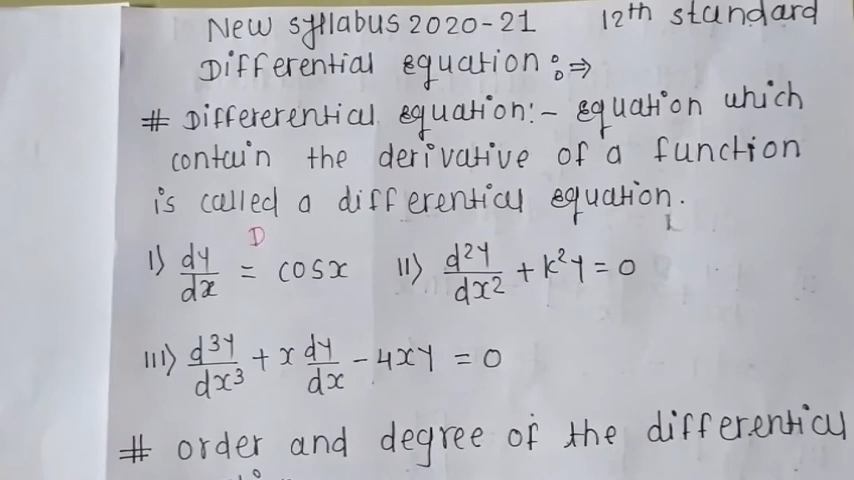 New syllabus 2020-21 12th standard
Differential equation :⇒
# Differerential equation:- equation which
contain the derivative of a function
is called a differential equation.
D
I) dy/dx = cosx II) d²y/dx² + k²y = 0
III) d³y/dx³ + x dy/dx - 4xy = 0
# order and degree of the differential